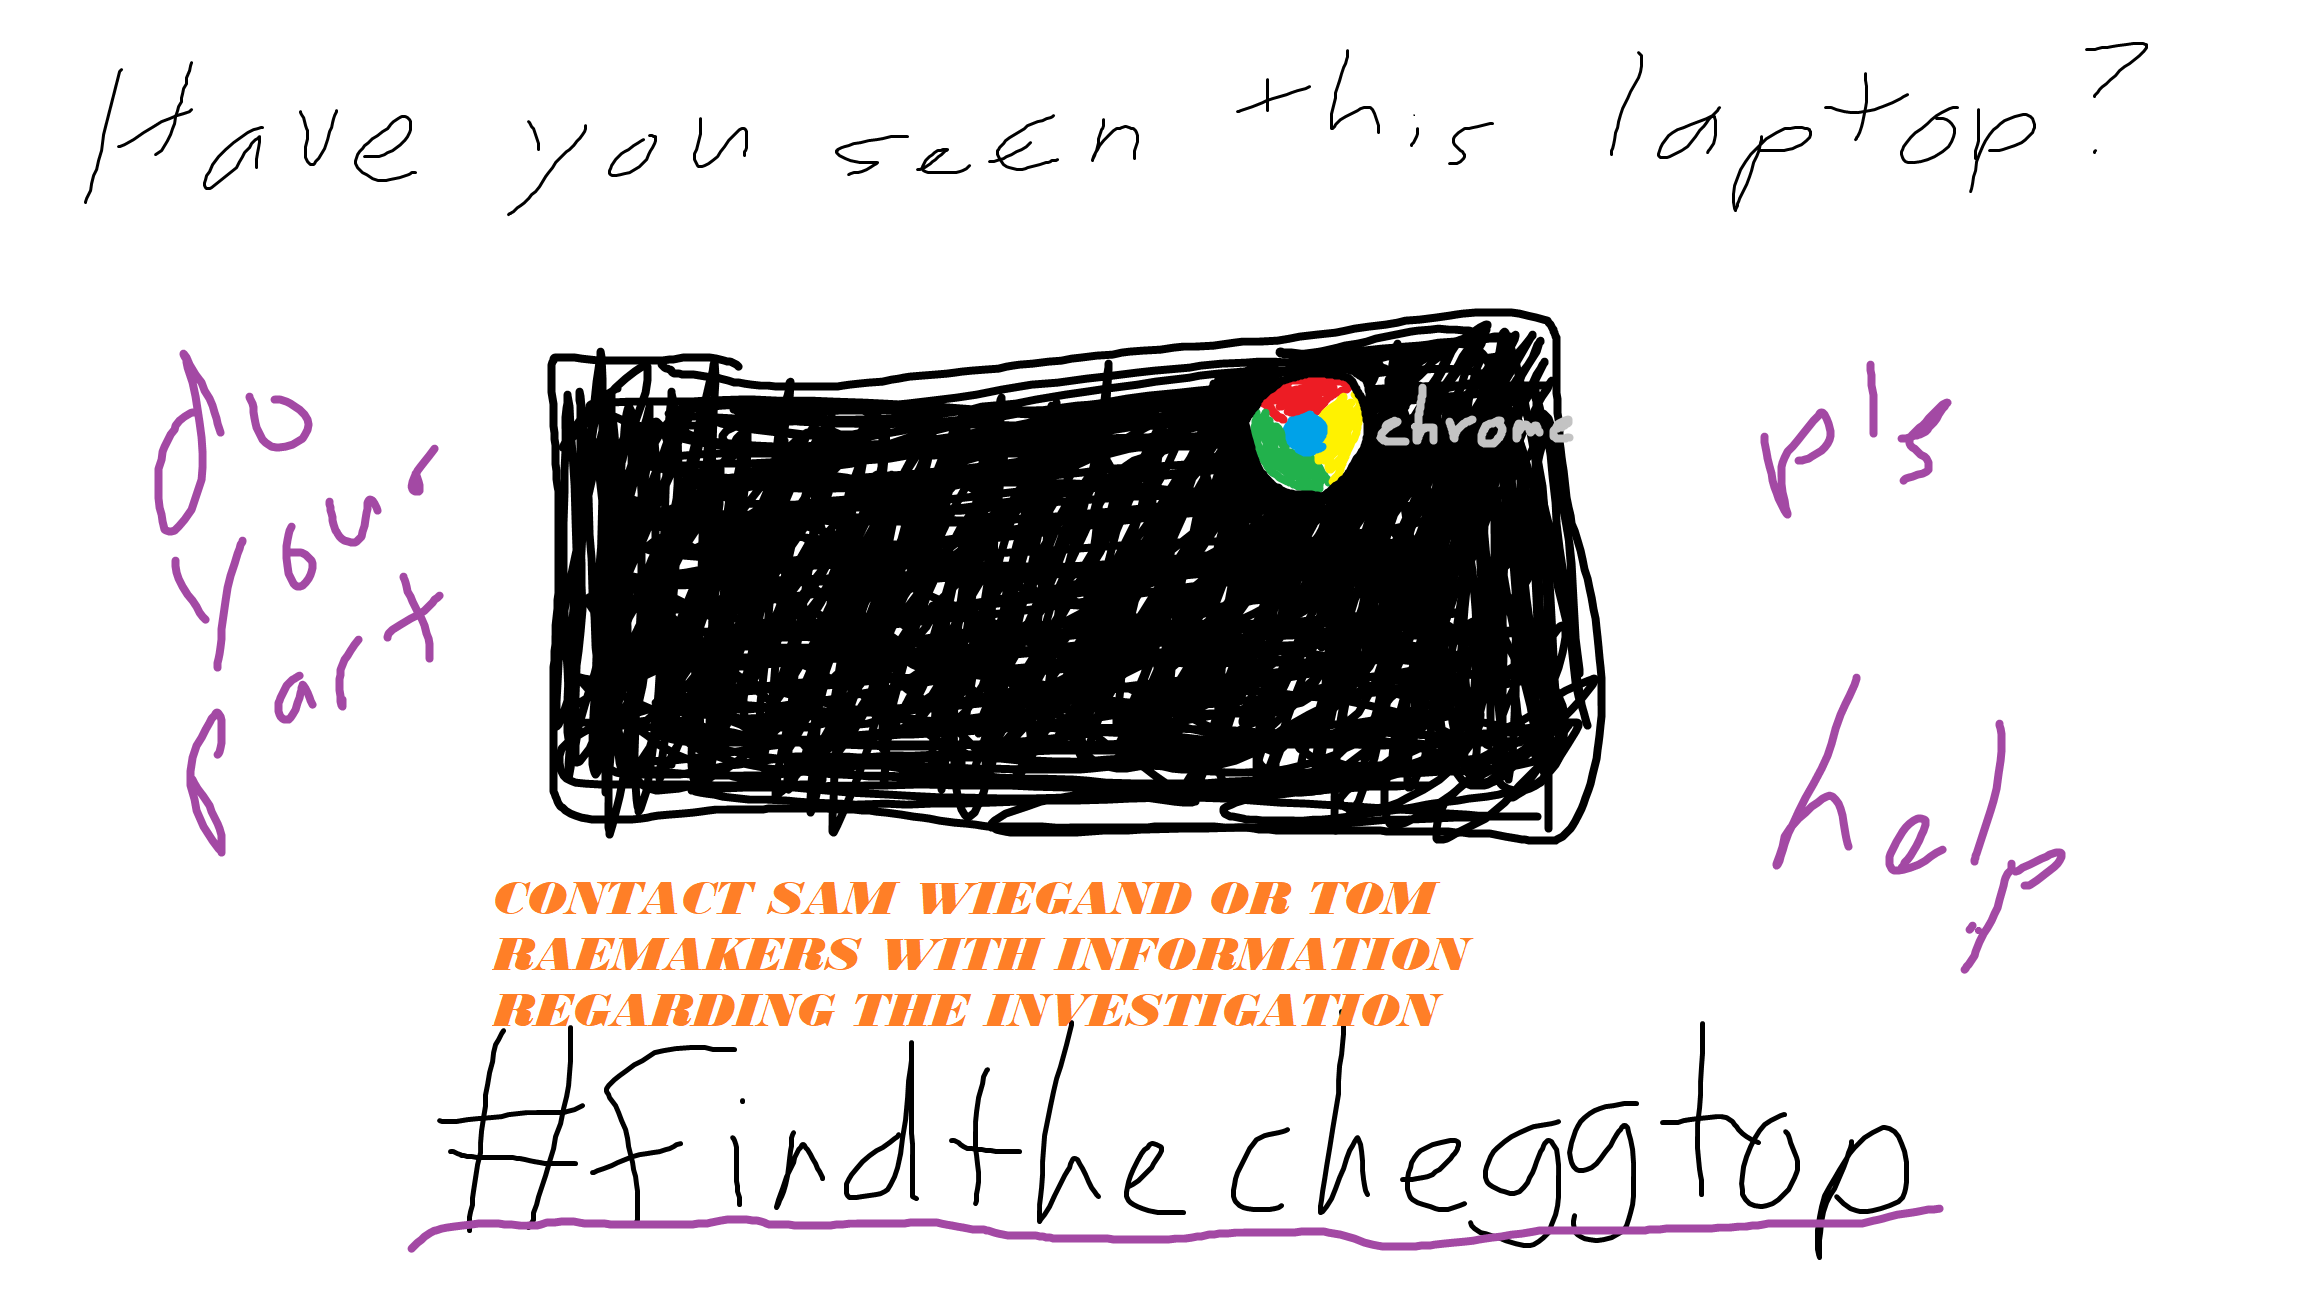 Have you seen this laptop?
do
your
part
chrome
p's
help
CONTACT SAM WIEGAND OR TOM
RAEMAKERS WITH INFORMATION
REGARDING THE INVESTIGATION
#findthecheggtop